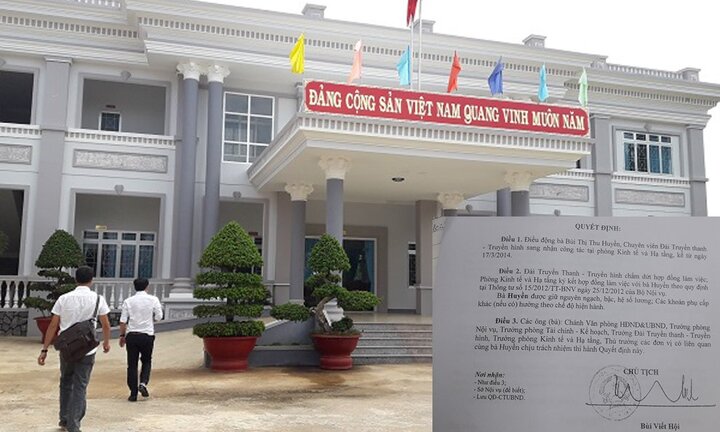 ĐẢNG CỘNG SẢN VIỆT NAM QUANG VINH MUÔN NĂM
QUYẾT ĐỊNH:
Điều 1. Điều động bà Bùi Thị Thu Huyền, Chuyên viên Đài Truyền thanh
- Truyền hình sang nhận công tác tại phòng Kinh tế và Hạ tầng, kể từ ngày
17/3/2014.
Điều 2. Đài Truyền Thanh - Truyền hình chấm dứt hợp đồng làm việc,
Phòng Kinh tế và Hạ tầng ký kết hợp đồng làm việc với bà Huyền theo quy định
tại Thông tư số 15/2012/TT-BNV ngày 25/12/2012 của Bộ Nội vụ.
Bà Huyền được giữ nguyên ngạch, bậc, hệ số lương. Các khoản phụ cấp
khác (nếu có) hưởng theo chế độ hiện hành.
Điều 3. Các ông (bà): Chánh Văn phòng HĐND&UBND, Trưởng phòng
Nội vụ, Trưởng phòng Tài chính - Kế hoạch, Trưởng Đài Truyền thanh - Truyền
hình, Trưởng phòng Kinh tế và Hạ tầng, Thủ trưởng các đơn vị có liên quan
cùng bà Huyền chịu trách nhiệm thi hành Quyết định này.
Nơi nhận:
- Như điều 3;
- Sở Nội vụ (để biết);
- Lưu QĐ-CTUBND.
CHỦ TỊCH
Bùi Viết Hội